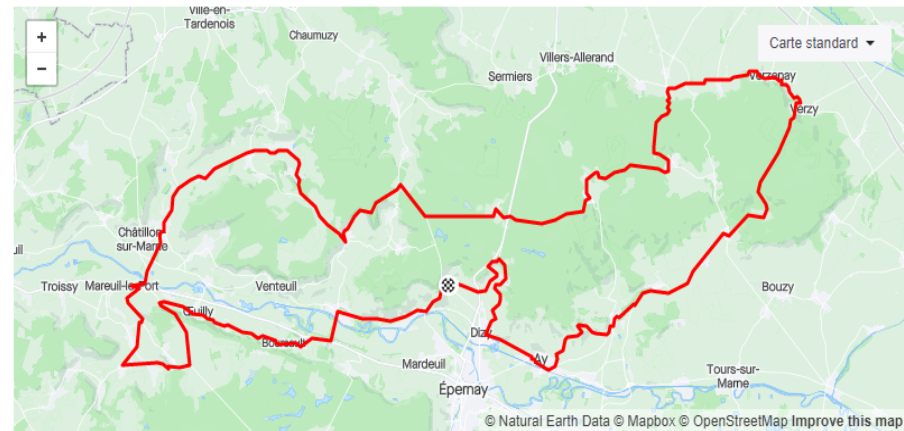 Ville-en-
Tardenois
Chaumuzy
+
−
Carte standard
Villers-Allerand
Sermiers
Verzenay
Verzy
Châtillon
sur-Marne
Troissy
Mareuil-le-Port
Venteuil
Œuilly
Boursault
Dizy
Ay
Bouzy
Mardeuil
Épernay
Tours-sur-
Marne
© Natural Earth Data © Mapbox © OpenStreetMap Improve this map